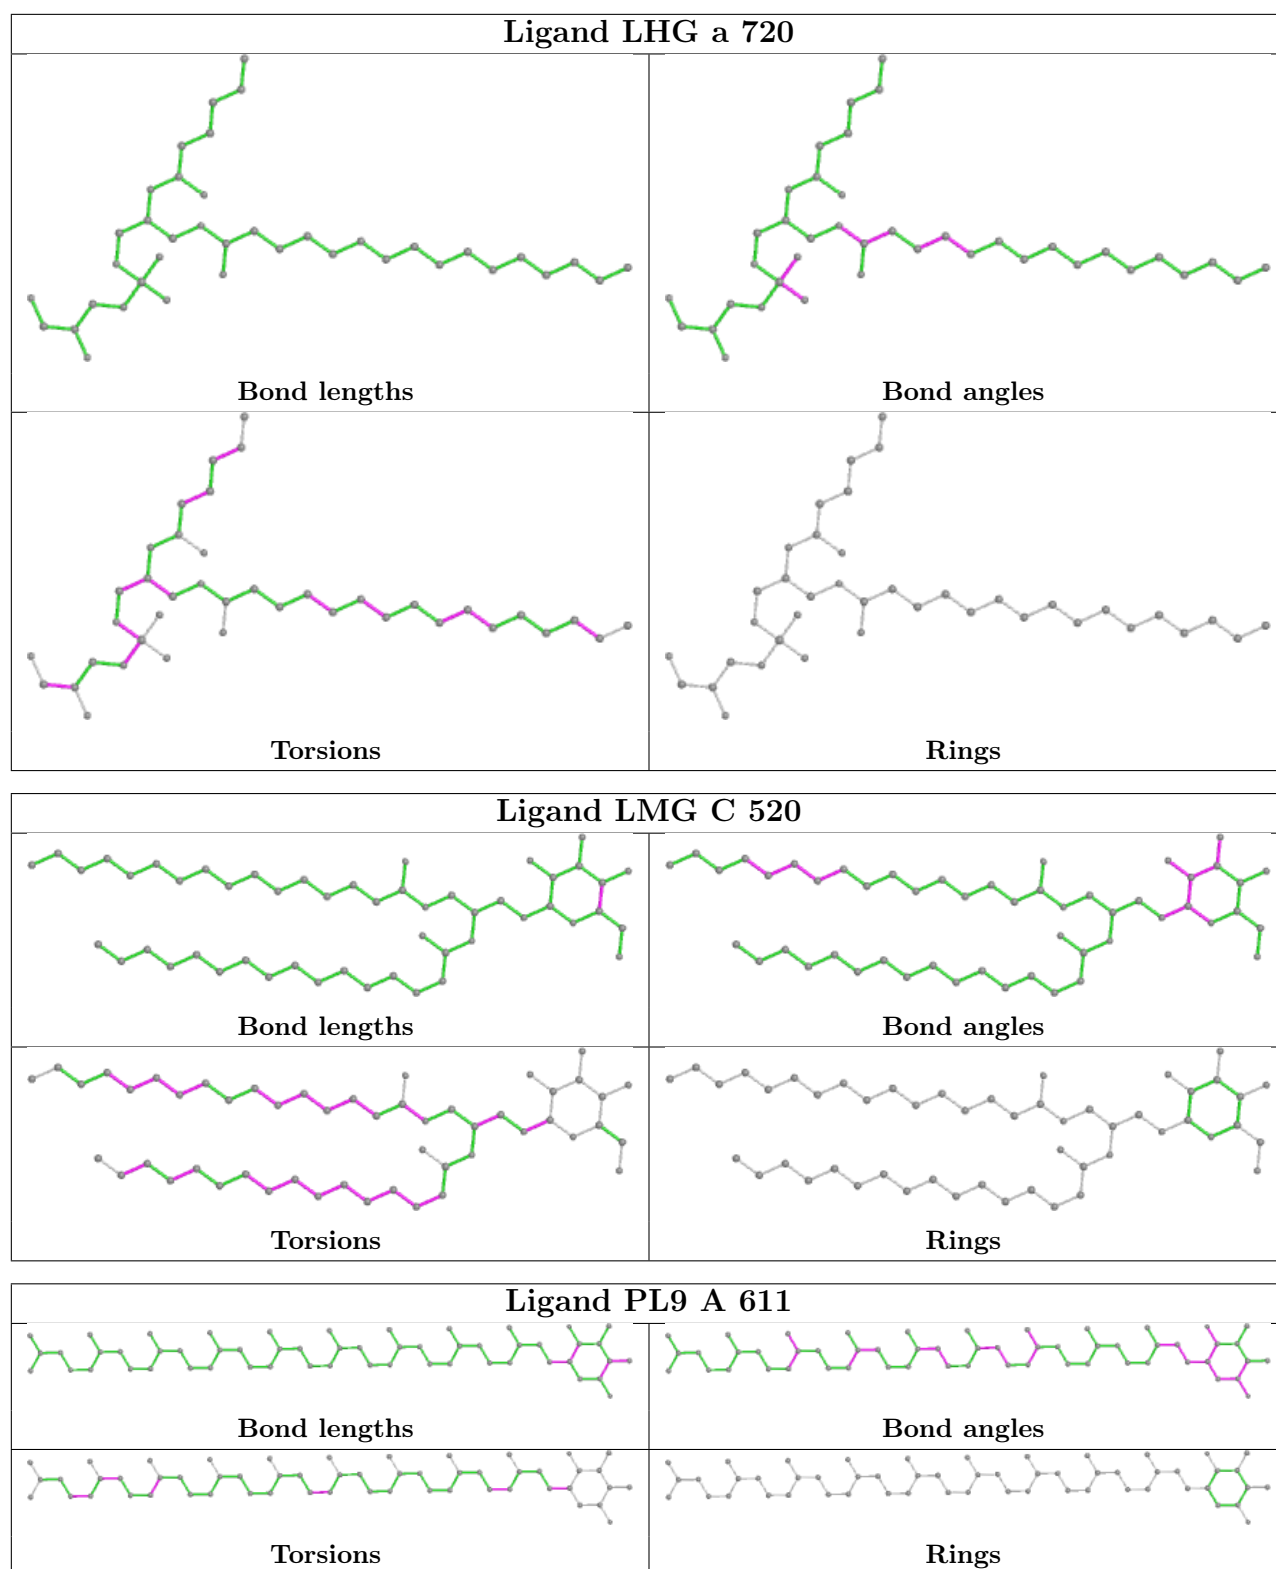 Ligand LHG a 720
Bond lengths
Bond angles
Torsions
Rings
Ligand LMG C 520
Bond lengths
Bond angles
Torsions
Rings
Ligand PL9 A 611
Bond lengths
Bond angles
Torsions
Rings